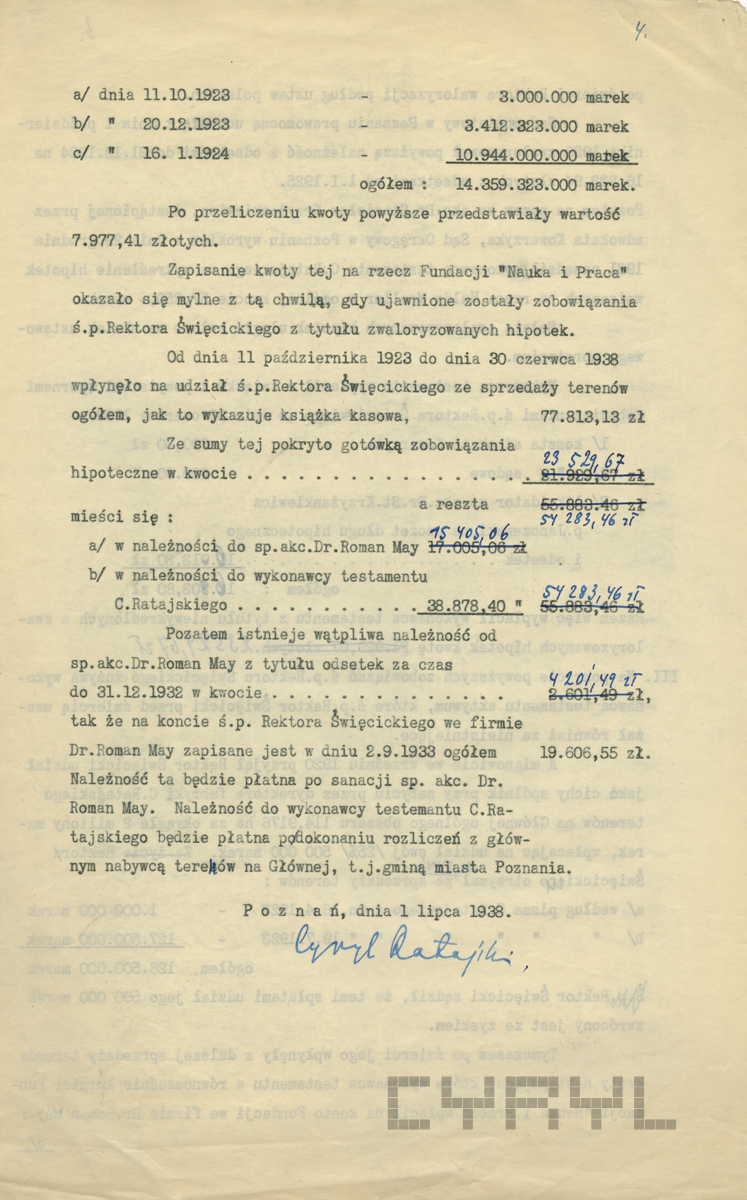 4.
a/ dnia 11.10.1923 - 3.000.000 marek
b/ " 20.12.1923 - 3.412.323.000 marek
c/ " 16. 1.1924 - 10.944.000.000 marek
ogółem : 14.359.323.000 marek.
Po przeliczeniu kwoty powyższe przedstawiały wartość
7.977,41 złotych.
Zapisanie kwoty tej na rzecz Fundacji "Nauka i Praca"
okazało się mylne z tą chwilą, gdy ujawnione zostały zobowiązania
ś.p.Rektora Święcickiego z tytułu zwaloryzowanych hipotek.
Od dnia 11 października 1923 do dnia 30 czerwca 1938
wpłynęło na udział ś.p.Rektora Święcickiego ze sprzedaży terenów
ogółem, jak to wykazuje książka kasowa, 77.813,13 zł
Ze sumy tej pokryto gotówką zobowiązania
23 529,67
hipoteczne w kwocie . . . . . . . . . . . . . . . . . 21.929,67 zł
a reszta 55.883.46 zł
mieści się : 54 283,46 zł
15 405,06
a/ w należności do sp.akc.Dr.Roman May 17.005,06 zł
b/ w należności do wykonawcy testamentu
54 283,46 zł
C.Ratajskiego . . . . . . . . . . . 38.878,40 " 55.883,46 zł
Pozatem istnieje wątpliwa należność od
sp.akc.Dr.Roman May z tytułu odsetek za czas
4 201,49 zł
do 31.12.1932 w kwocie . . . . . . . . . . . . . . . 2.601,49 zł,
tak że na koncie ś.p. Rektora Święcickiego we firmie
Dr.Roman May zapisane jest w dniu 2.9.1933 ogółem 19.606,55 zł.
Należność ta będzie płatna po sanacji sp. akc. Dr.
Roman May. Należność do wykonawcy testemantu C.Ra-
tajskiego będzie płatna po dokonaniu rozliczeń z głów-
nym nabywcą terenów na Głównej, t.j.gminą miasta Poznania.
P o z n a ń, dnia 1 lipca 1938.
Cyryl Ratajski.
CYRYL